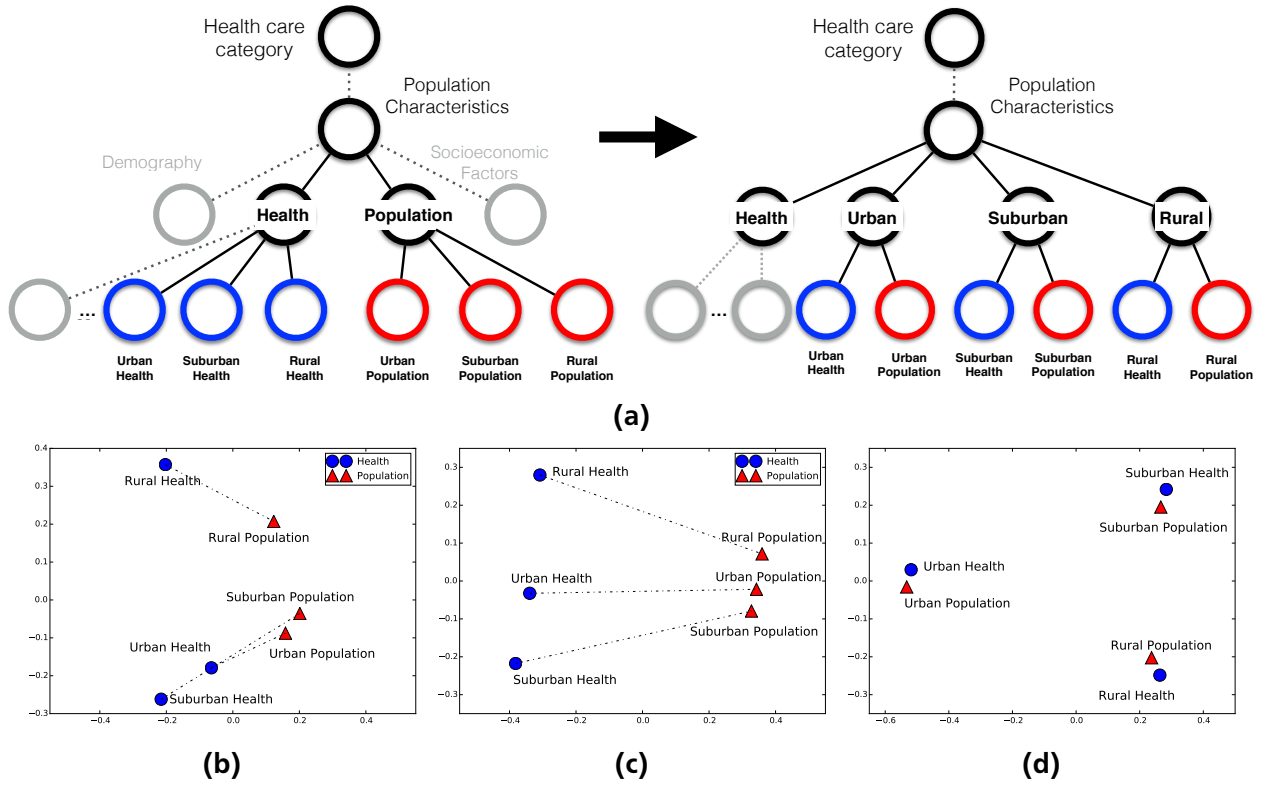 Health care
category
Population
Characteristics
Demography
Socioeconomic
Factors
Health
Population
...
Urban
Health
Suburban
Health
Rural
Health
Urban
Population
Suburban
Population
Rural
Population
Health care
category
Population
Characteristics
Health
Urban
Suburban
Rural
...
Urban
Health
Urban
Population
Suburban
Health
Suburban
Population
Rural
Health
Rural
Population
(a)
0.4
0.3
0.2
0.1
0.0
−0.1
−0.2
−0.3
−0.4
−0.2
0.0
0.2
0.4
Health
Population
Rural Health
Rural Population
Suburban Population
Urban Health
Urban Population
Suburban Health
(b)
0.3
0.2
0.1
0.0
−0.1
−0.2
−0.3
−0.4
−0.2
0.0
0.2
0.4
Health
Population
Rural Health
Rural Population
Urban Health
Urban Population
Suburban Population
Suburban Health
(c)
0.3
0.2
0.1
0.0
−0.1
−0.2
−0.3
−0.6
−0.4
−0.2
0.0
0.2
0.4
Suburban Health
Suburban Population
Urban Health
Urban Population
Rural Population
Rural Health
(d)